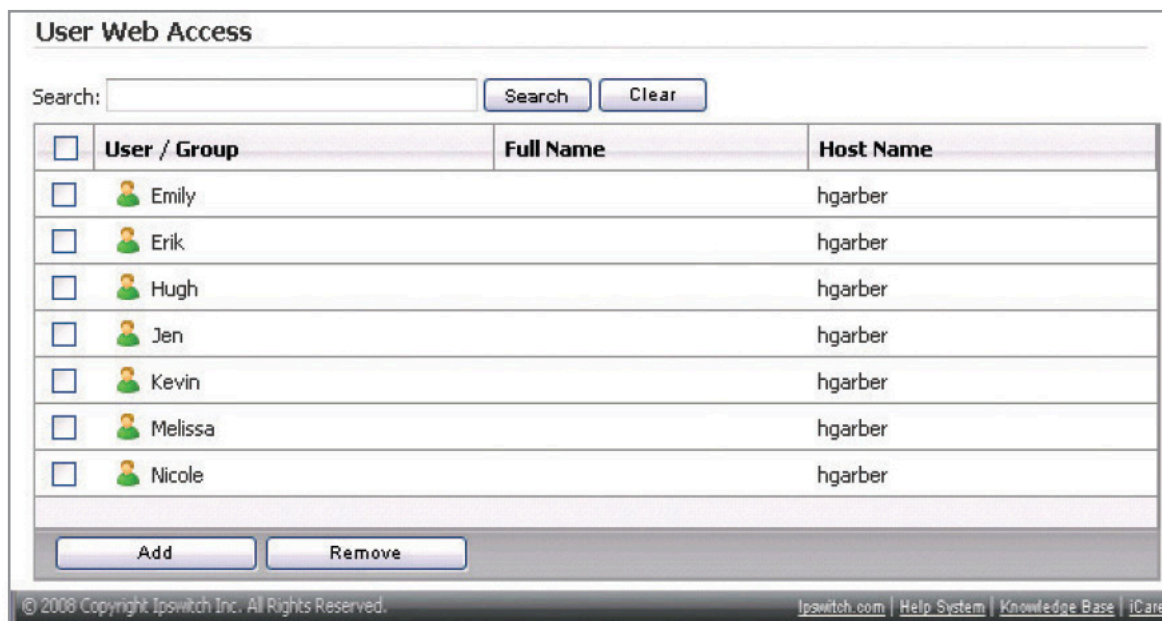 User Web Access
Search: Search Clear
User / Group Full Name Host Name
Emily hgarber
Erik hgarber
Hugh hgarber
Jen hgarber
Kevin hgarber
Melissa hgarber
Nicole hgarber
Add Remove
© 2008 Copyright Ipswitch Inc. All Rights Reserved. Ipswitch.com | Help System | Knowledge Base | iCare